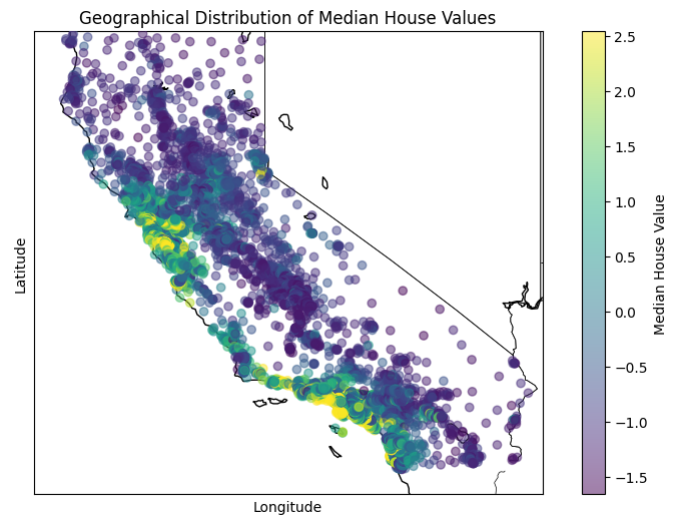 Geographical Distribution of Median House Values
Latitude
Longitude
2.5
2.0
1.5
1.0
0.5
0.0
−0.5
−1.0
−1.5
Median House Value